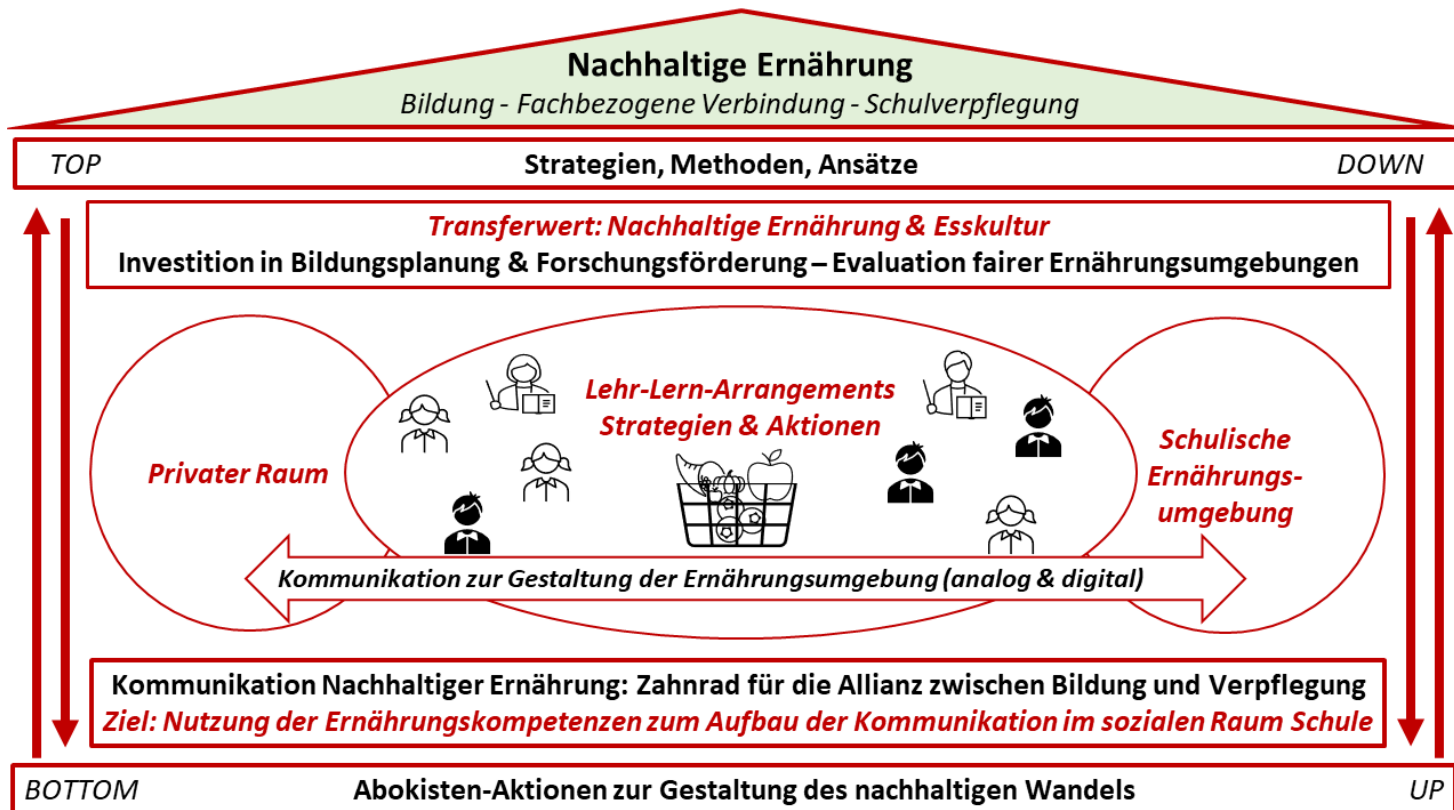 Nachhaltige Ernährung
Bildung - Fachbezogene Verbindung - Schulverpflegung
TOP Strategien, Methoden, Ansätze DOWN
Transferwert: Nachhaltige Ernährung & Esskultur
Investition in Bildungsplanung & Forschungsförderung – Evaluation fairer Ernährungsumgebungen
Lehr-Lern-Arrangements
Strategien & Aktionen
Privater Raum
Schulische
Ernährungs-
umgebung
Kommunikation zur Gestaltung der Ernährungsumgebung (analog & digital)
Kommunikation Nachhaltiger Ernährung: Zahnrad für die Allianz zwischen Bildung und Verpflegung
Ziel: Nutzung der Ernährungskompetenzen zum Aufbau der Kommunikation im sozialen Raum Schule
BOTTOM Abokisten-Aktionen zur Gestaltung des nachhaltigen Wandels UP